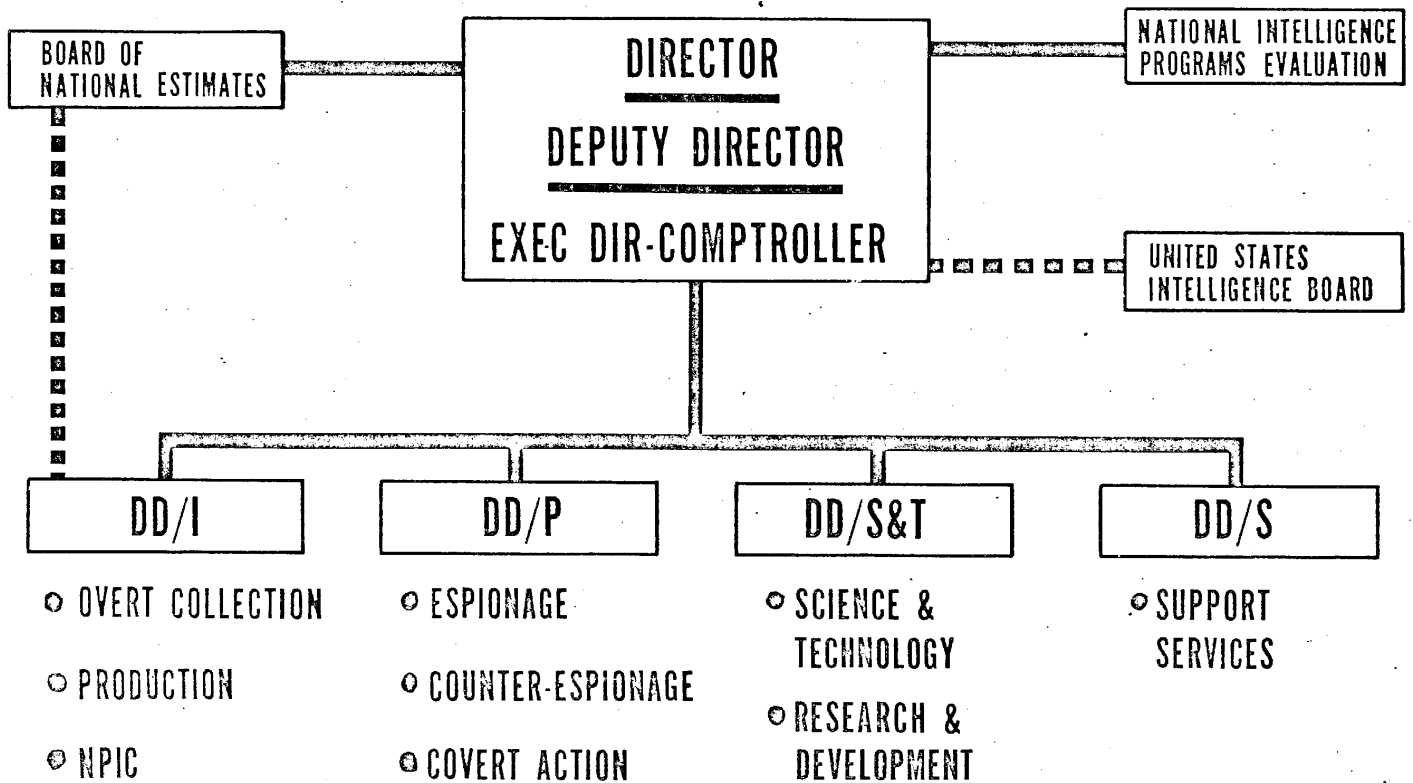 BOARD OF
NATIONAL ESTIMATES
DIRECTOR
DEPUTY DIRECTOR
EXEC DIR-COMPTROLLER
NATIONAL INTELLIGENCE
PROGRAMS EVALUATION
UNITED STATES
INTELLIGENCE BOARD
DD/I
OVERT COLLECTION
PRODUCTION
NPIC
DD/P
ESPIONAGE
COUNTER-ESPIONAGE
COVERT ACTION
DD/S&T
SCIENCE &
TECHNOLOGY
RESEARCH &
DEVELOPMENT
DD/S
SUPPORT
SERVICES